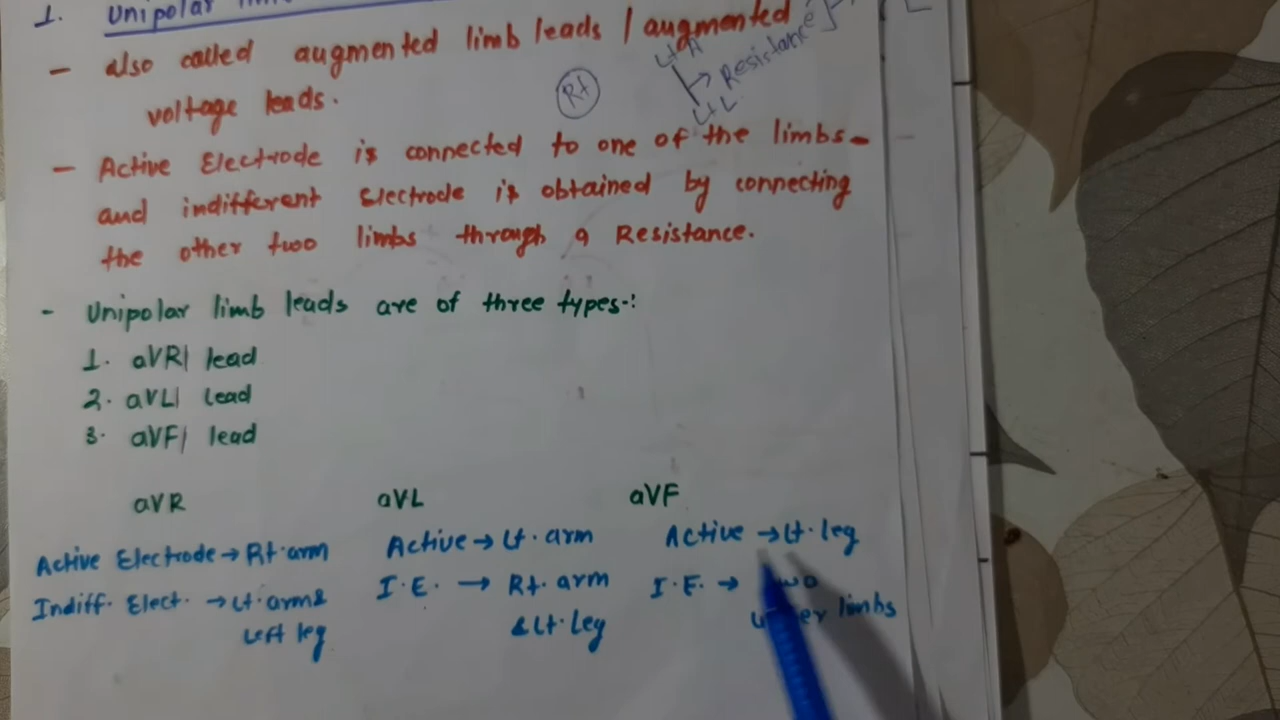 1. Unipolar
- also called augmented limb leads / augmented
voltage leads.
Rt
Lt A
Resistance
Lt L
- Active Electrode is connected to one of the limbs -
and indifferent Electrode is obtained by connecting
the other two limbs through a Resistance.
- Unipolar limb leads are of three types-:
1. aVR| lead
2. aVL| lead
3. aVF| lead
aVR aVL aVF
Active Electrode → Rt. arm Active → Lt. arm Active → Lt. leg
Indiff. Elect. → Lt. arm & I.E. → Rt. arm I.E. →
Left leg & Lt. Leg limbs